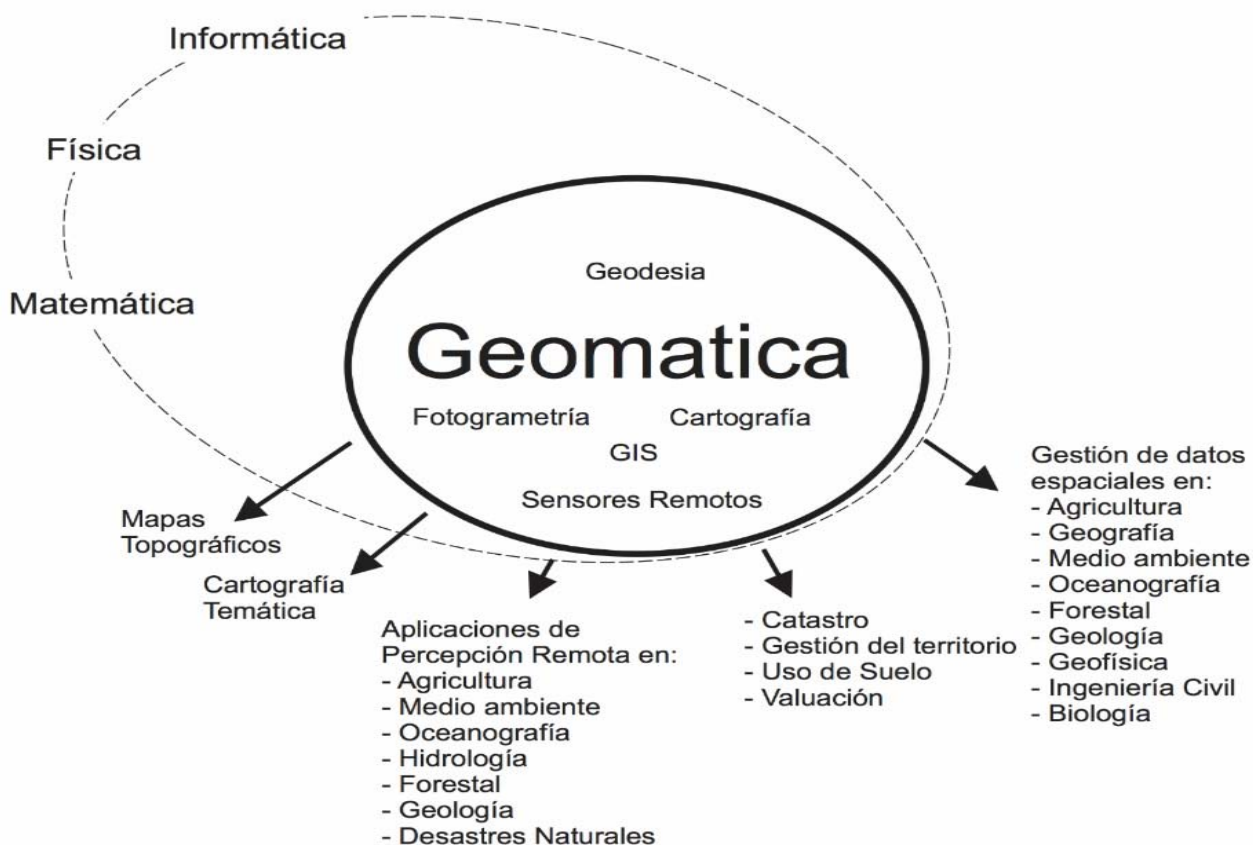 Informática
Física
Matemática
Geodesia
Geomatica
Fotogrametría Cartografía
GIS
Sensores Remotos
Mapas
Topográficos
Cartografía
Temática
Aplicaciones de
Percepción Remota en:
- Agricultura
- Medio ambiente
- Oceanografía
- Hidrología
- Forestal
- Geología
- Desastres Naturales
- Catastro
- Gestión del territorio
- Uso de Suelo
- Valuación
Gestión de datos
espaciales en:
- Agricultura
- Geografía
- Medio ambiente
- Oceanografía
- Forestal
- Geología
- Geofísica
- Ingeniería Civil
- Biología